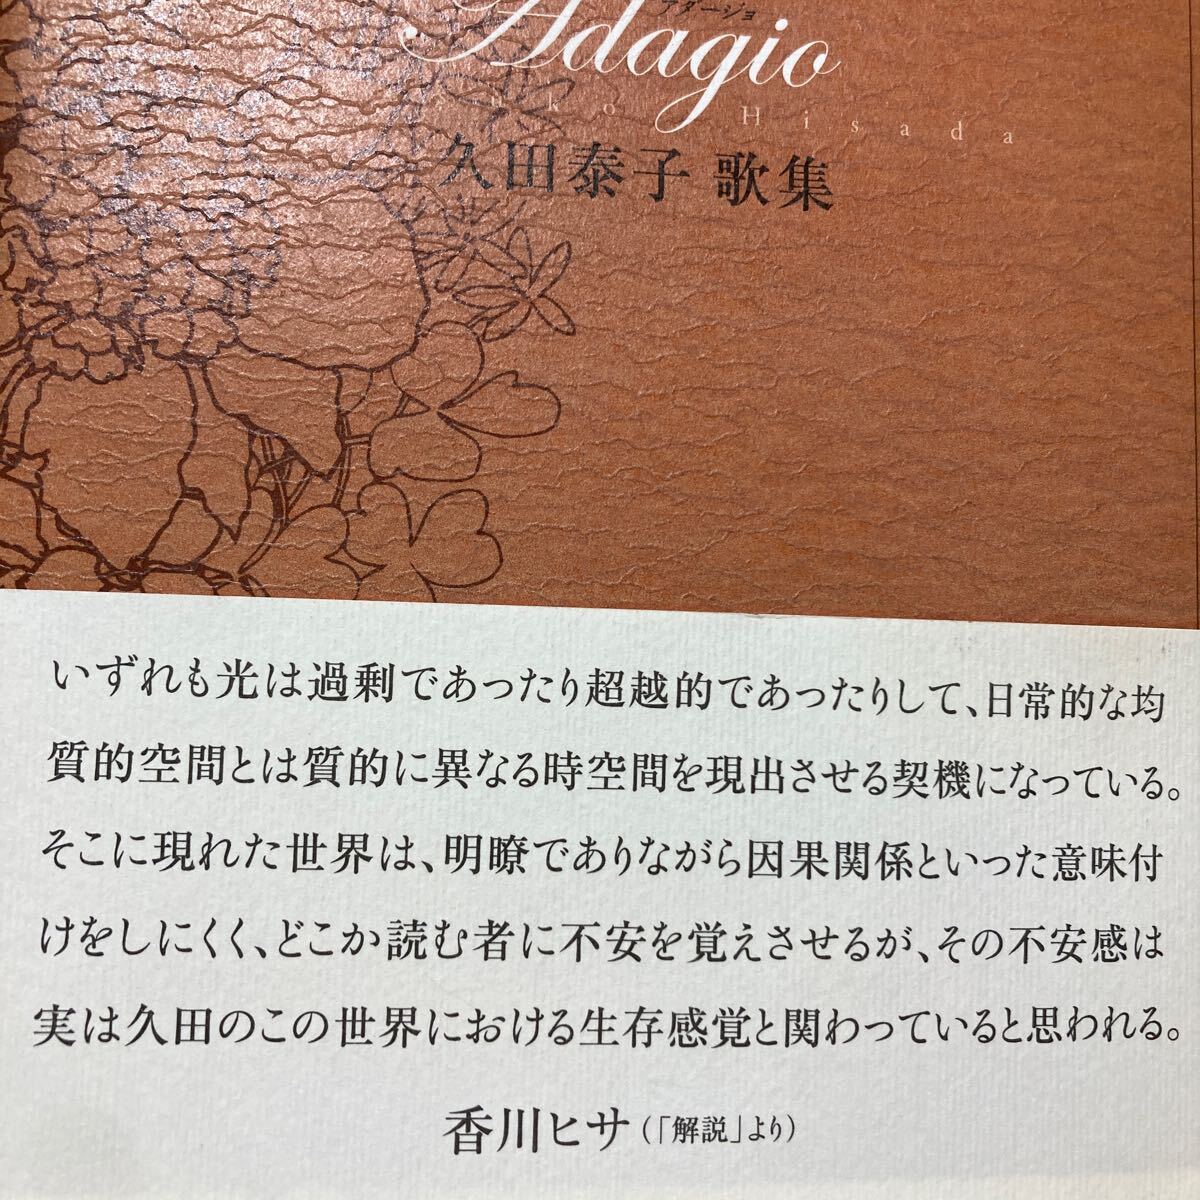 アダージョ
Adagio
Hisada
久田泰子 歌集
いずれも光は過剰であったり超越的であったりして、日常的な均
質的空間とは質的に異なる時空間を現出させる契機になっている。
そこに現れた世界は、明瞭でありながら因果関係といった意味付
けをしにくく、どこか読む者に不安を覚えさせるが、その不安感は
実は久田のこの世界における生存感覚と関わっていると思われる。
香川ヒサ(「解説」より)